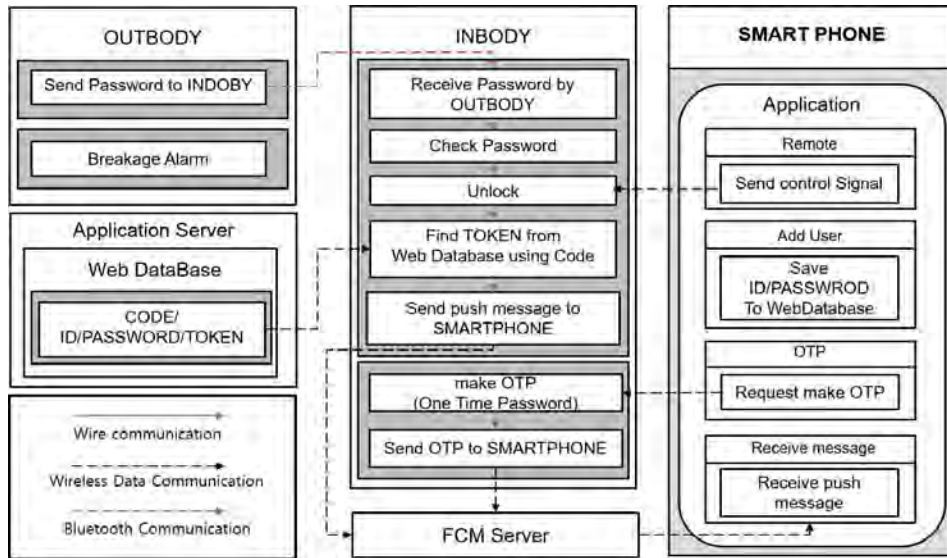 OUTBODY
Send Password to INDOBY
Breakage Alarm
Application Server
Web DataBase
CODE/
ID/PASSWORD/TOKEN
Wire communication
Wireless Data Communication
Bluetooth Communication
INBODY
Receive Password by
OUTBODY
Check Password
Unlock
Find TOKEN from
Web Database using Code
Send push message to
SMARTPHONE
make OTP
(One Time Password)
Send OTP to SMARTPHONE
FCM Server
SMART PHONE
Application
Remote
Send control Signal
Add User
Save
ID/PASSWROD
To WebDatabase
OTP
Request make OTP
Receive message
Receive push
message